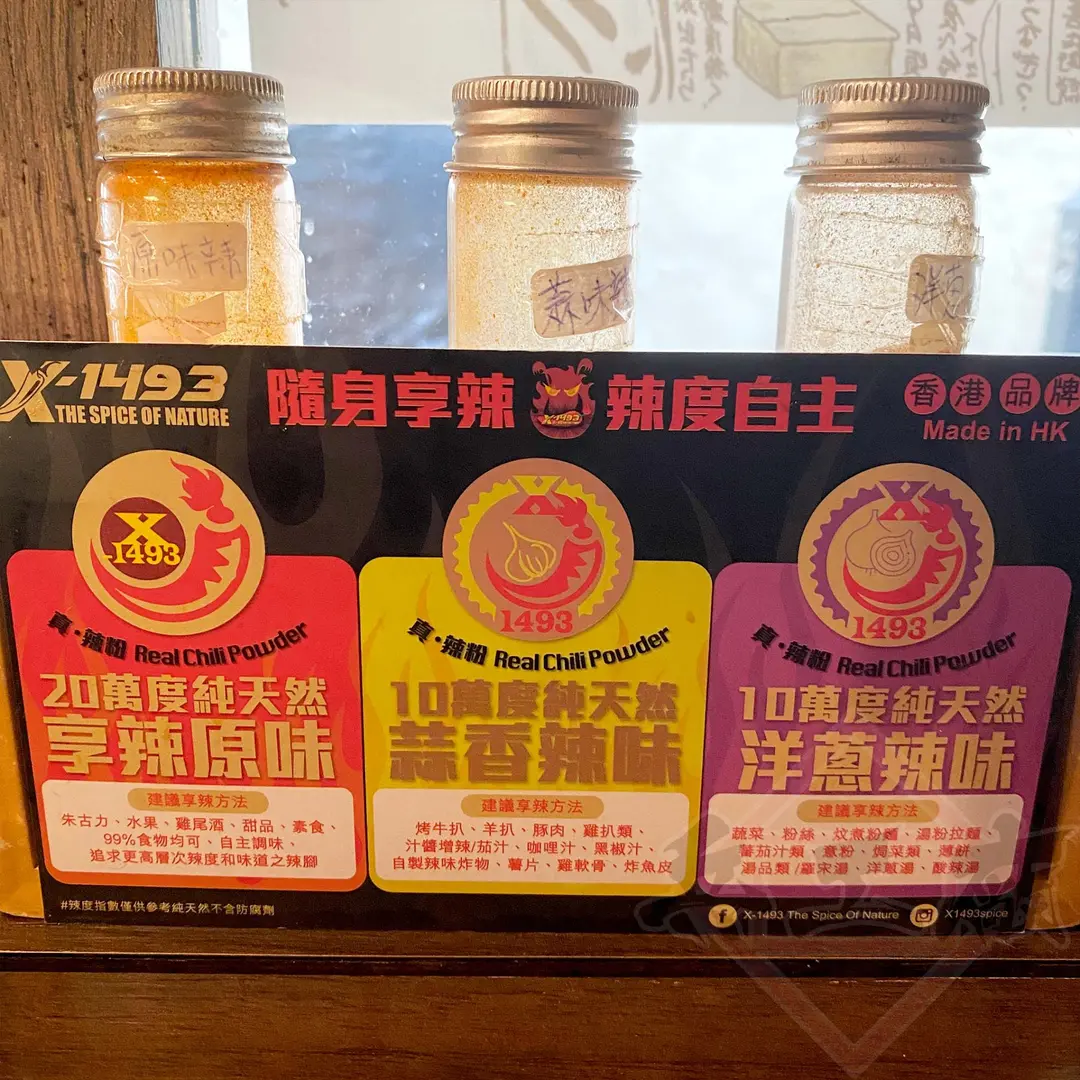 原味辣
蒜味辣
洋蔥
X-1493
THE SPICE OF NATURE
隨身享辣
X-1493
辣度自主
香港品牌
Made in HK
X
-1493
真·辣粉 Real Chili Powder
20萬度純天然
享辣原味
建議享辣方法
朱古力、水果、雞尾酒、甜品、素食、
99%食物均可、自主調味、
追求更高層次辣度和味道之辣腳
X
1493
真·辣粉 Real Chili Powder
10萬度純天然
蒜香辣味
建議享辣方法
烤牛扒、羊扒、豚肉、雞扒類、
汁醬增辣/茄汁、咖哩汁、黑椒汁、
自製辣味炸物、薯片、雞軟骨、炸魚皮
X
1493
真·辣粉 Real Chili Powder
10萬度純天然
洋蔥辣味
建議享辣方法
蔬菜、粉絲、炆煮粉麵、湯粉拉麵、
蕃茄汁類、意粉、焗菜類、薄餅、
湯品類/羅宋湯、洋蔥湯、酸辣湯
#辣度指數僅供參考純天然不含防腐劑
X-1493 The Spice Of Nature
X1493spice